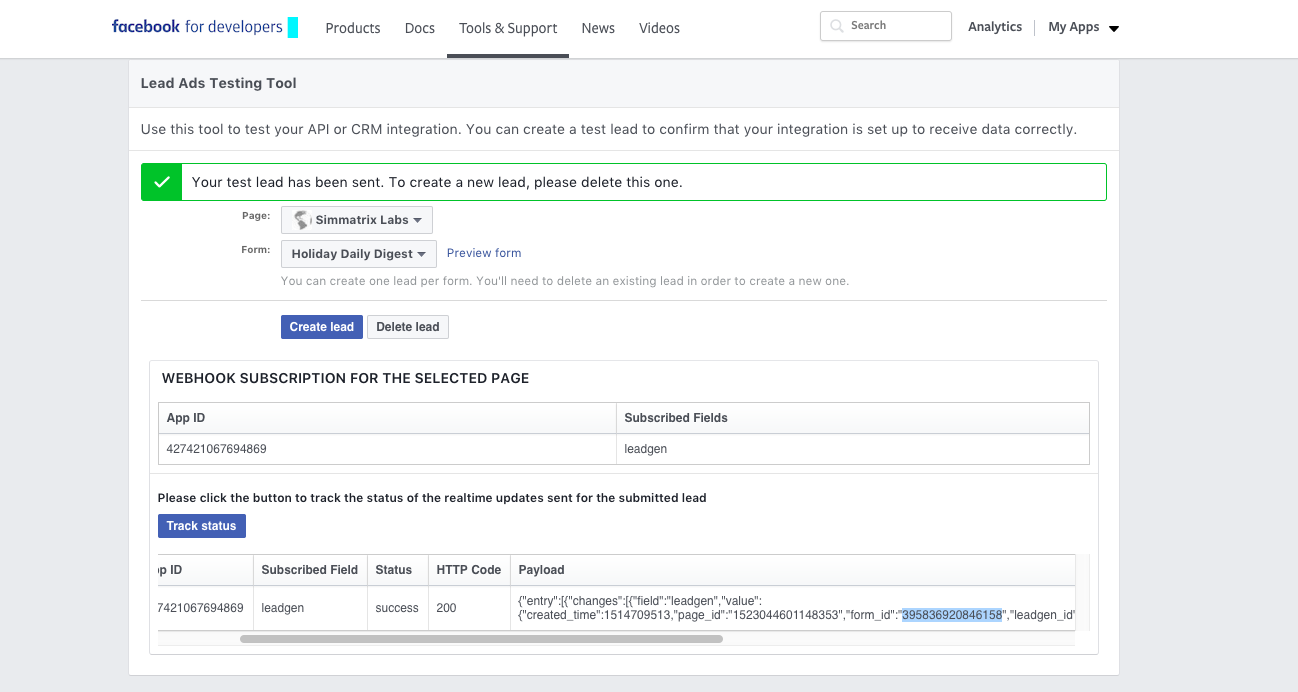 facebook for developers
Products Docs Tools & Support News Videos
Search
Analytics
My Apps
Lead Ads Testing Tool
Use this tool to test your API or CRM integration. You can create a test lead to confirm that your integration is set up to receive data correctly.
Your test lead has been sent. To create a new lead, please delete this one.
Page: Simmatrix Labs
Form: Holiday Daily Digest Preview form
You can create one lead per form. You'll need to delete an existing lead in order to create a new one.
Create lead Delete lead
WEBHOOK SUBSCRIPTION FOR THE SELECTED PAGE
App ID Subscribed Fields
427421067694869 leadgen
Please click the button to track the status of the realtime updates sent for the submitted lead
Track status
pp ID Subscribed Field Status HTTP Code Payload
7421067694869 leadgen success 200 {"entry":[{"changes":[{"field":"leadgen","value":
{"created_time":1514709513,"page_id":"1523044601148353","form_id":"395836920846158","leadgen_id"